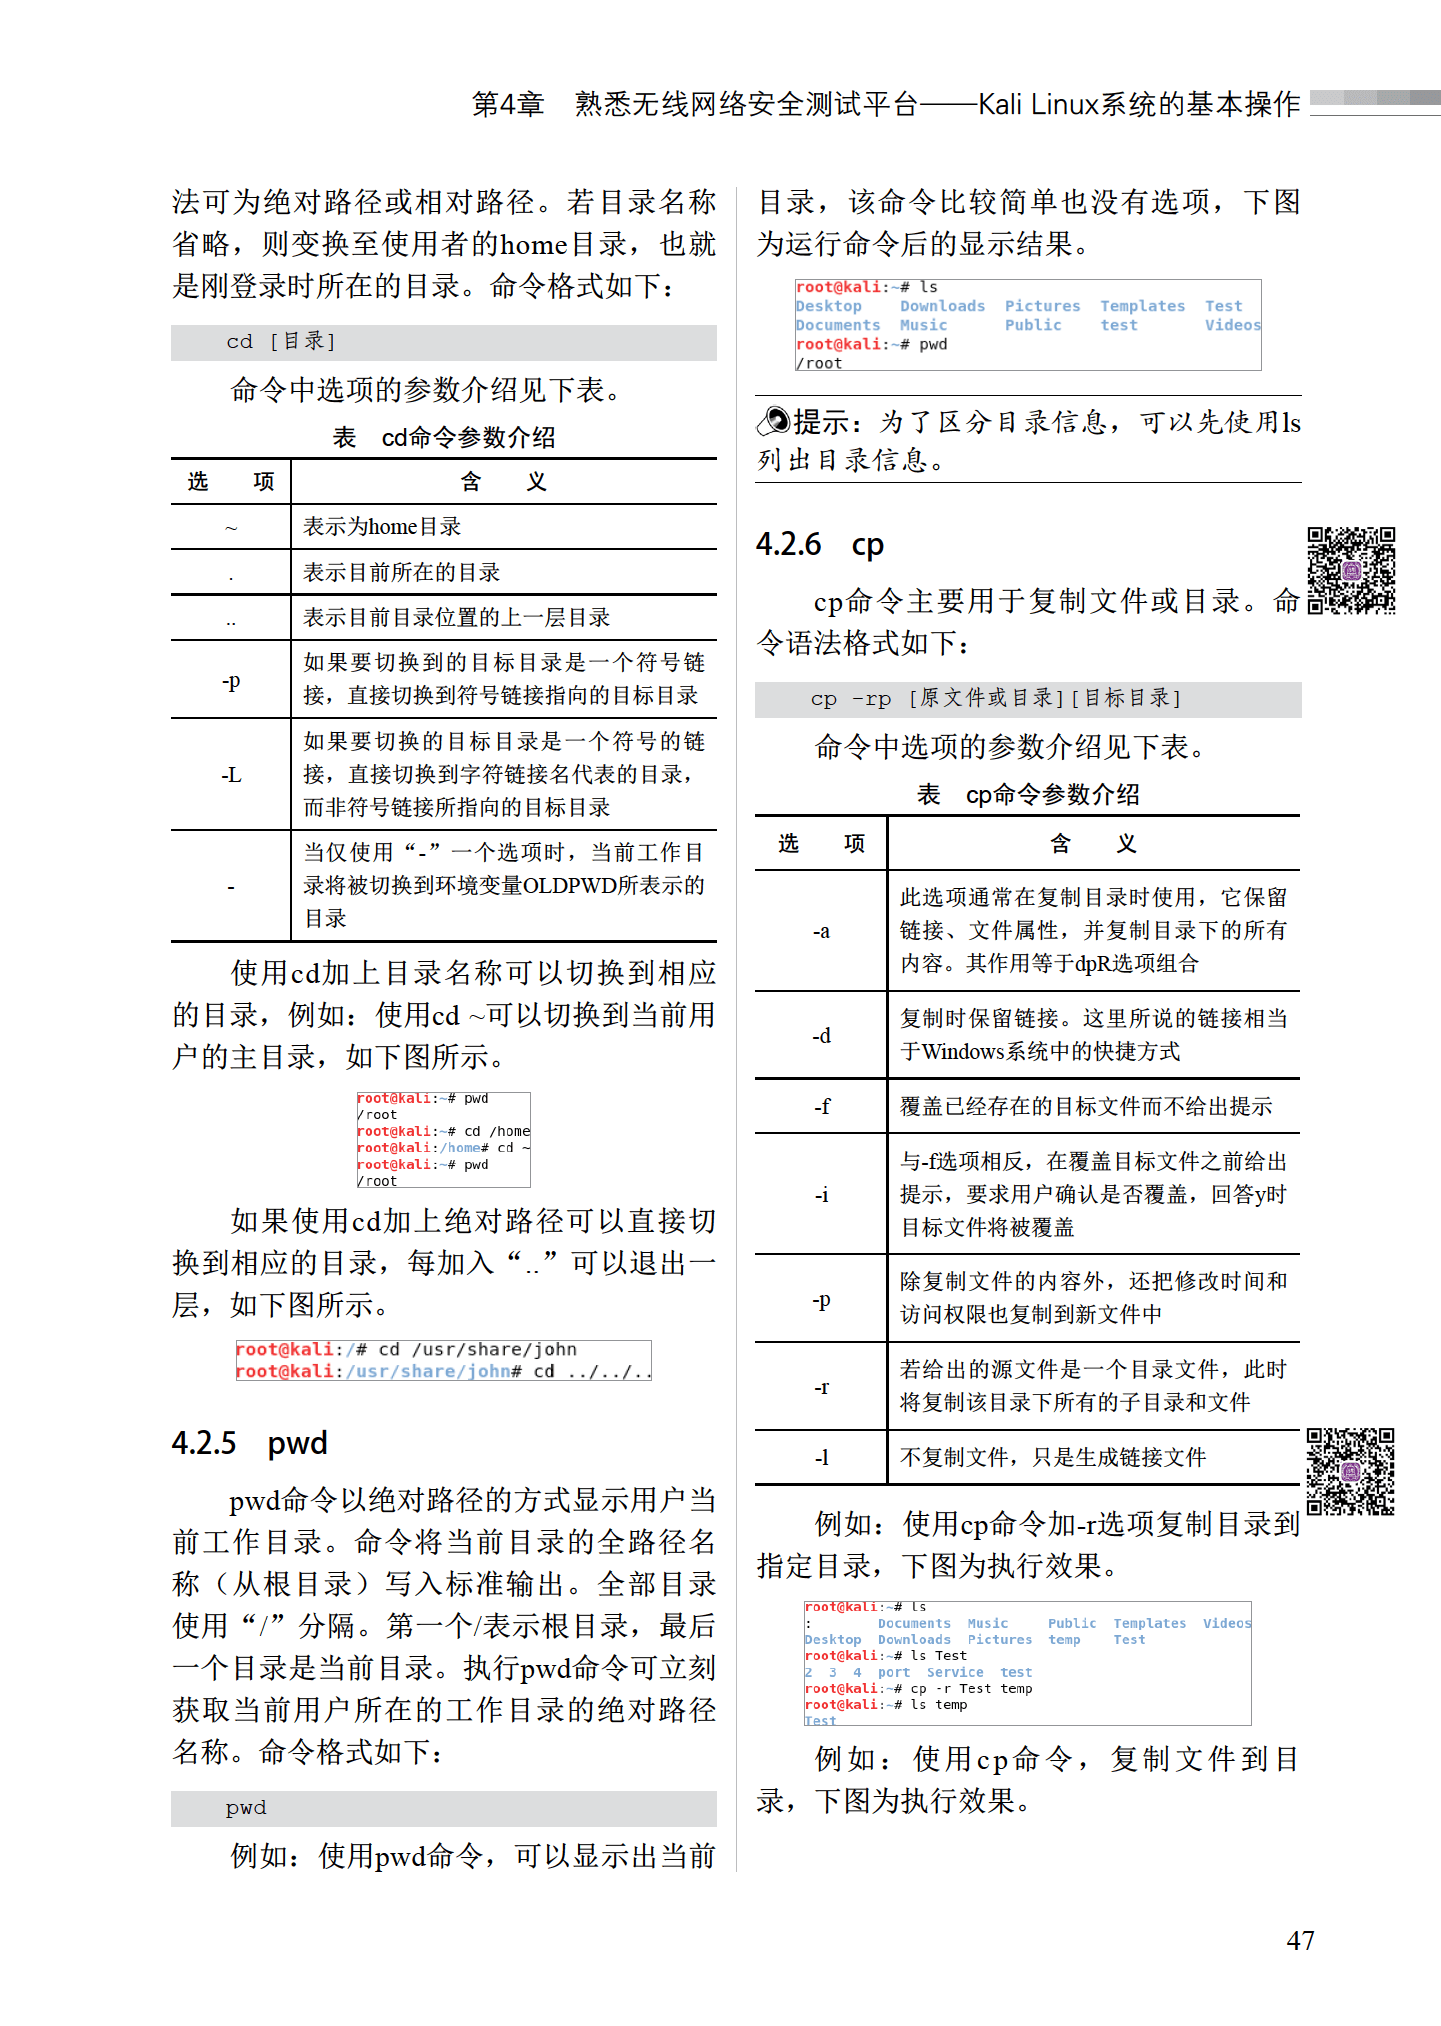 第4章　熟悉无线网络安全测试平台——Kali Linux系统的基本操作
法可为绝对路径或相对路径。若目录名称
省略，则变换至使用者的home目录，也就
是刚登录时所在的目录。命令格式如下：
cd [目录]
命令中选项的参数介绍见下表。
表　cd命令参数介绍
选　项　含　义
~　表示为home目录
.　表示目前所在的目录
..　表示目前目录位置的上一层目录
-p　如果要切换到的目标目录是一个符号链
接，直接切换到符号链接指向的目标目录
-L　如果要切换的目标目录是一个符号的链
接，直接切换到字符链接名代表的目录，
而非符号链接所指向的目标目录
-　当仅使用“-”一个选项时，当前工作目
录将被切换到环境变量OLDPWD所表示的
目录
使用cd加上目录名称可以切换到相应
的目录，例如：使用cd ~可以切换到当前用
户的主目录，如下图所示。
root@kali:~# pwd
/root
root@kali:~# cd /home
root@kali:/home# cd ~
root@kali:~# pwd
/root
如果使用cd加上绝对路径可以直接切
换到相应的目录，每加入“..”可以退出一
层，如下图所示。
root@kali:/# cd /usr/share/john
root@kali:/usr/share/john# cd ../../..
4.2.5　pwd
pwd命令以绝对路径的方式显示用户当
前工作目录。命令将当前目录的全路径名
称（从根目录）写入标准输出。全部目录
使用“/”分隔。第一个/表示根目录，最后
一个目录是当前目录。执行pwd命令可立刻
获取当前用户所在的工作目录的绝对路径
名称。命令格式如下：
pwd
例如：使用pwd命令，可以显示出当前
目录，该命令比较简单也没有选项，下图
为运行命令后的显示结果。
root@kali:~# ls
Desktop Downloads Pictures Templates Test
Documents Music Public test Videos
root@kali:~# pwd
/root
提示：为了区分目录信息，可以先使用ls
列出目录信息。
4.2.6　cp
cp命令主要用于复制文件或目录。命
令语法格式如下：
cp -rp [原文件或目录][目标目录]
命令中选项的参数介绍见下表。
表　cp命令参数介绍
选　项　含　义
-a　此选项通常在复制目录时使用，它保留
链接、文件属性，并复制目录下的所有
内容。其作用等于dpR选项组合
-d　复制时保留链接。这里所说的链接相当
于Windows系统中的快捷方式
-f　覆盖已经存在的目标文件而不给出提示
-i　与-f选项相反，在覆盖目标文件之前给出
提示，要求用户确认是否覆盖，回答y时
目标文件将被覆盖
-p　除复制文件的内容外，还把修改时间和
访问权限也复制到新文件中
-r　若给出的源文件是一个目录文件，此时
将复制该目录下所有的子目录和文件
-l　不复制文件，只是生成链接文件
例如：使用cp命令加-r选项复制目录到
指定目录，下图为执行效果。
root@kali:~# ls
: Documents Music Public Templates Videos
Desktop Downloads Pictures temp Test
root@kali:~# ls Test
2 3 4 port Service test
root@kali:~# cp -r Test temp
root@kali:~# ls temp
Test
例如：使用cp命令，复制文件到目
录，下图为执行效果。
47